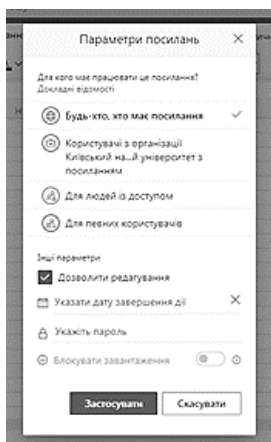 Параметри посилань
Для кого має працювати це посилання?
Докладні відомості
Будь-хто, хто має посилання
Користувачі з організації
Київський на...й університет з
посиланням
Для людей із доступом
Для певних користувачів
Інші параметри
Дозволити редагування
Указати дату завершення дії
Укажіть пароль
Блокувати завантаження
Застосувати
Скасувати